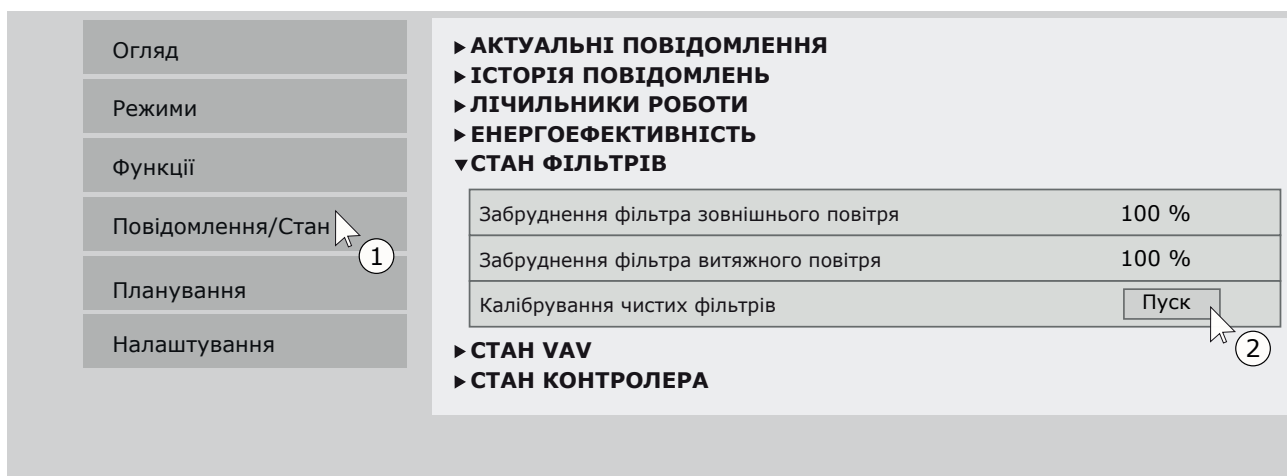 Огляд
Режими
Функції
Повідомлення/Стан
1
Планування
Налаштування
АКТУАЛЬНІ ПОВІДОМЛЕННЯ
ІСТОРІЯ ПОВІДОМЛЕНЬ
ЛІЧИЛЬНИКИ РОБОТИ
ЕНЕРГОЕФЕКТИВНІСТЬ
СТАН ФІЛЬТРІВ
Забруднення фільтра зовнішнього повітря 100 %
Забруднення фільтра витяжного повітря 100 %
Калібрування чистих фільтрів Пуск
2
СТАН VAV
СТАН КОНТРОЛЕРА